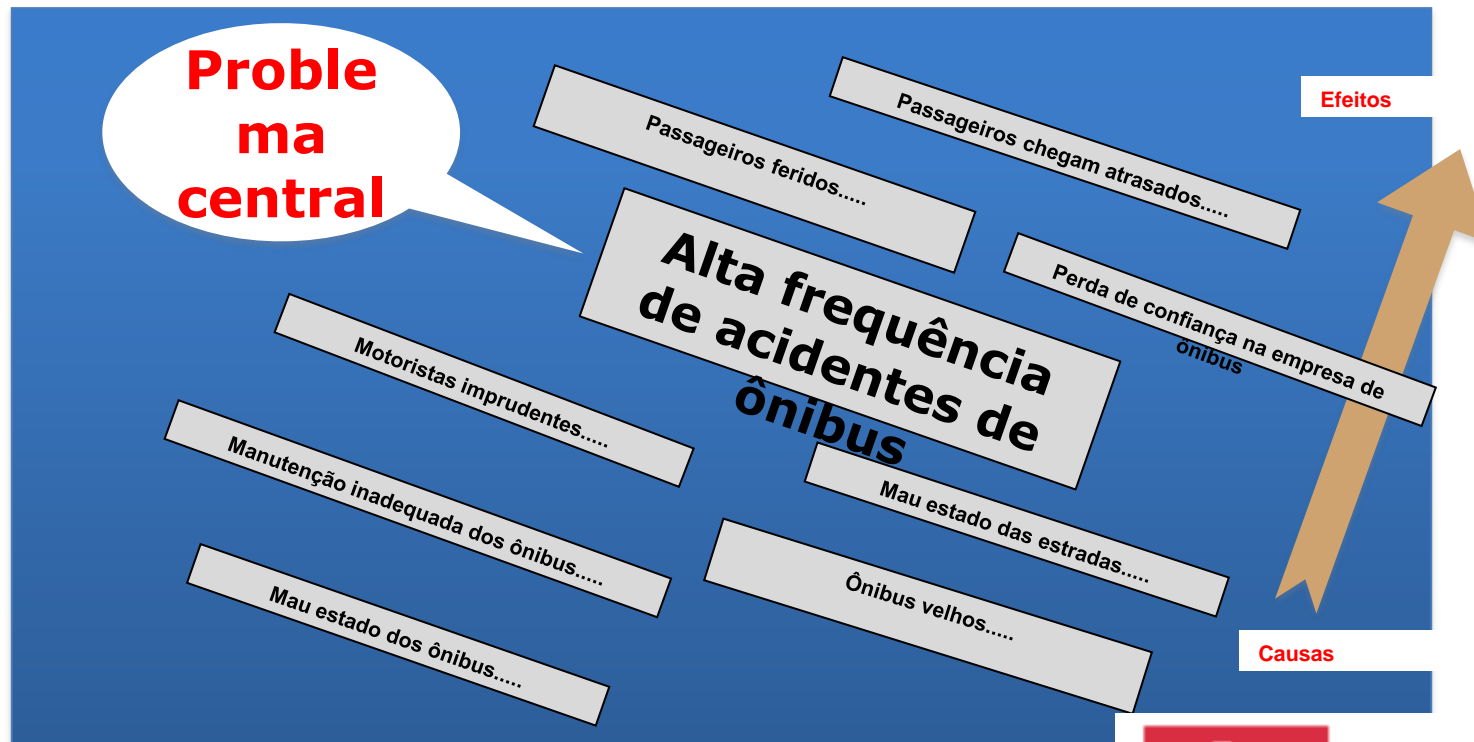 Proble
ma
central
Efeitos
Passageiros chegam atrasados.....
Passageiros feridos.....
Alta frequência
de acidentes de
ônibus
Perda de confiança na empresa de
ônibus
Motoristas imprudentes.....
Manutenção inadequada dos ônibus.....
Mau estado das estradas.....
Mau estado dos ônibus.....
Ônibus velhos.....
Causas